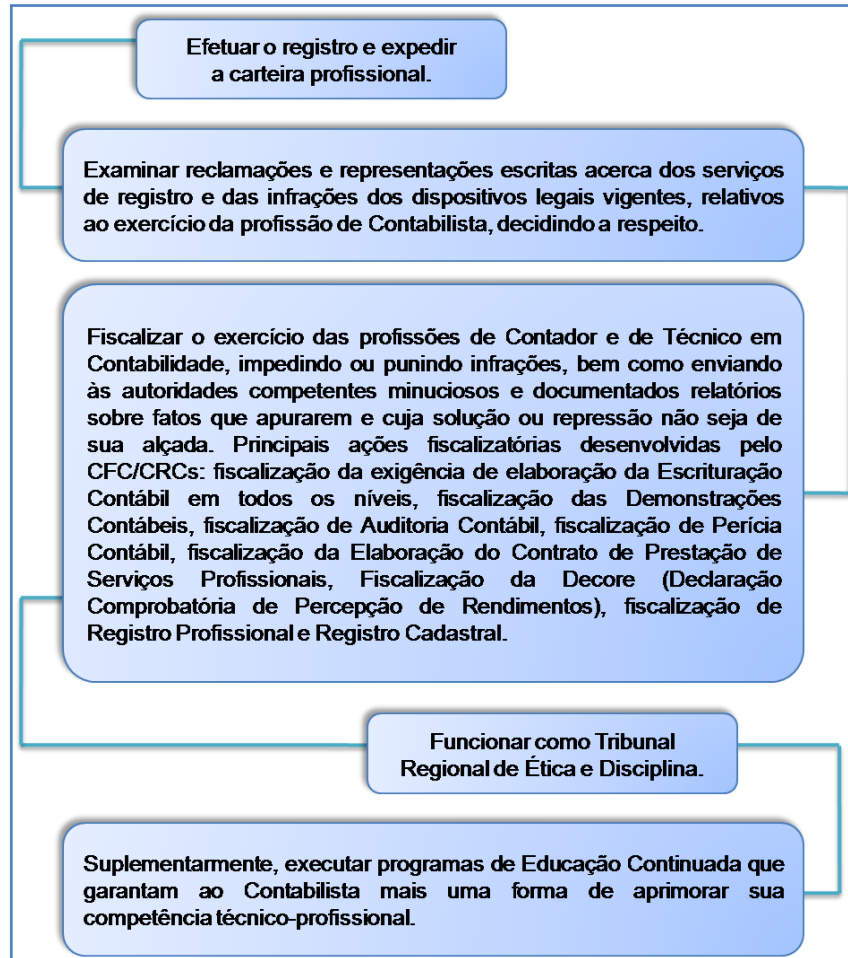 Efetuar o registro e expedir
a carteira profissional.
Examinar reclamações e representações escritas acerca dos serviços
de registro e das infrações dos dispositivos legais vigentes, relativos
ao exercício da profissão de Contabilista, decidindo a respeito.
Fiscalizar o exercício das profissões de Contador e de Técnico em
Contabilidade, impedindo ou punindo infrações, bem como enviando
às autoridades competentes minuciosos e documentados relatórios
sobre fatos que apurarem e cuja solução ou repressão não seja de
sua alçada. Principais ações fiscalizatórias desenvolvidas pelo
CFC/CRCs: fiscalização da exigência de elaboração da Escrituração
Contábil em todos os níveis, fiscalização das Demonstrações
Contábeis, fiscalização de Auditoria Contábil, fiscalização de Perícia
Contábil, fiscalização da Elaboração do Contrato de Prestação de
Serviços Profissionais, Fiscalização da Decore (Declaração
Comprobatória de Percepção de Rendimentos), fiscalização de
Registro Profissional e Registro Cadastral.
Funcionar como Tribunal
Regional de Ética e Disciplina.
Suplementarmente, executar programas de Educação Continuada que
garantam ao Contabilista mais uma forma de aprimorar sua
competência técnico-profissional.